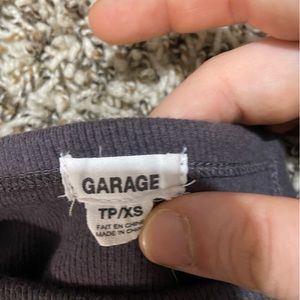 GARAGE
TP/XS
FAIT EN CHINE
MADE IN CHINA